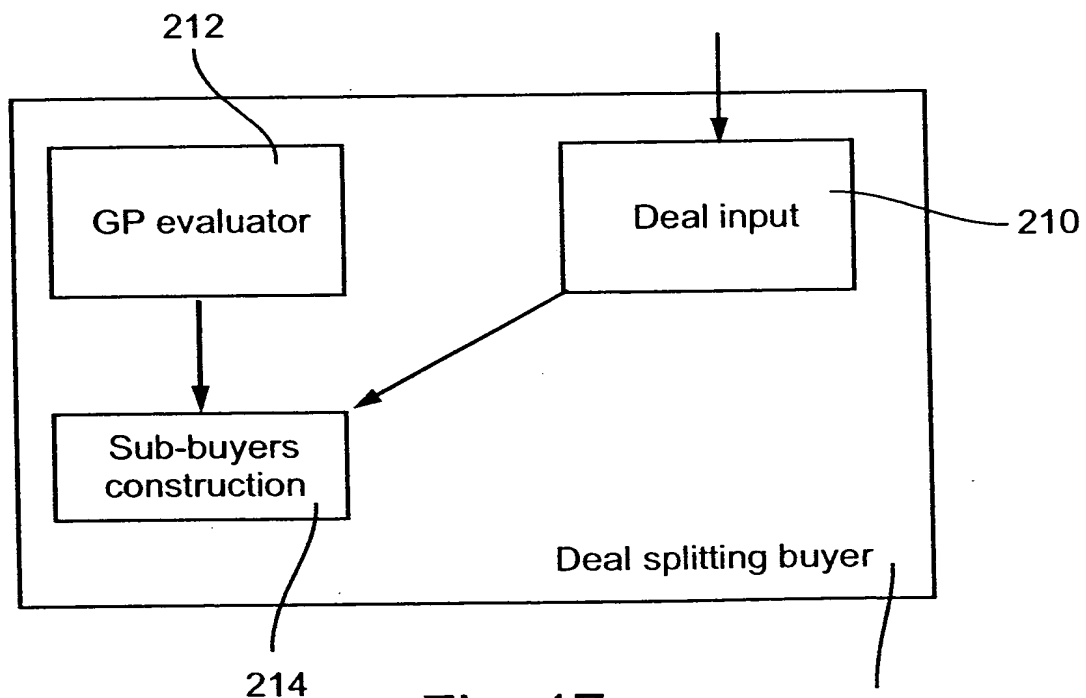 212
GP evaluator
Deal input
210
Sub-buyers
construction
Deal splitting buyer
214